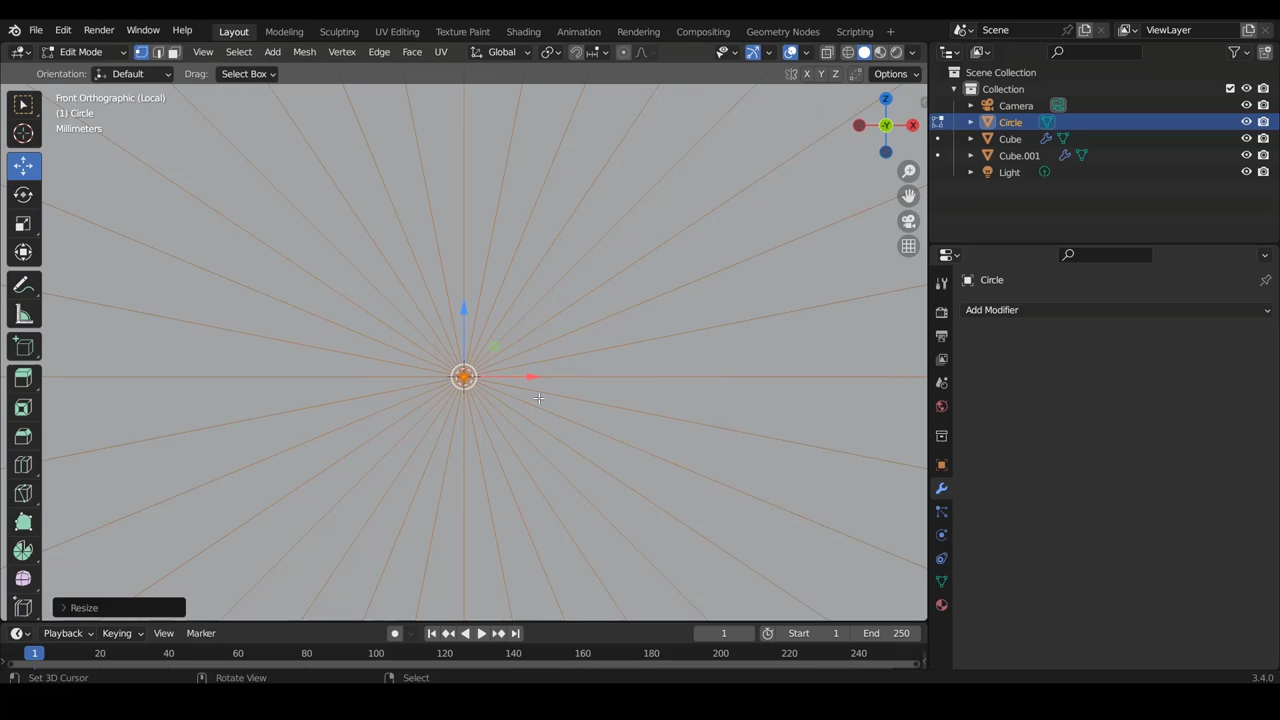 File Edit Render Window Help Layout Modeling Sculpting UV Editing Texture Paint Shading Animation Rendering Compositing Geometry Nodes Scripting + Scene ViewLayer
Edit Mode View Select Add Mesh Vertex Edge Face UV Global
Orientation: Default Drag: Select Box X Y Z Options
Front Orthographic (Local)
(1) Circle
Millimeters
Z
-Y
X
Scene Collection
Collection
Camera
Circle
Cube
Cube.001
Light
Circle
Add Modifier
Resize
Playback Keying View Marker 1 Start 1 End 250
1 20 40 60 80 100 120 140 160 180 200 220 240
Set 3D Cursor Rotate View Select 3.4.0